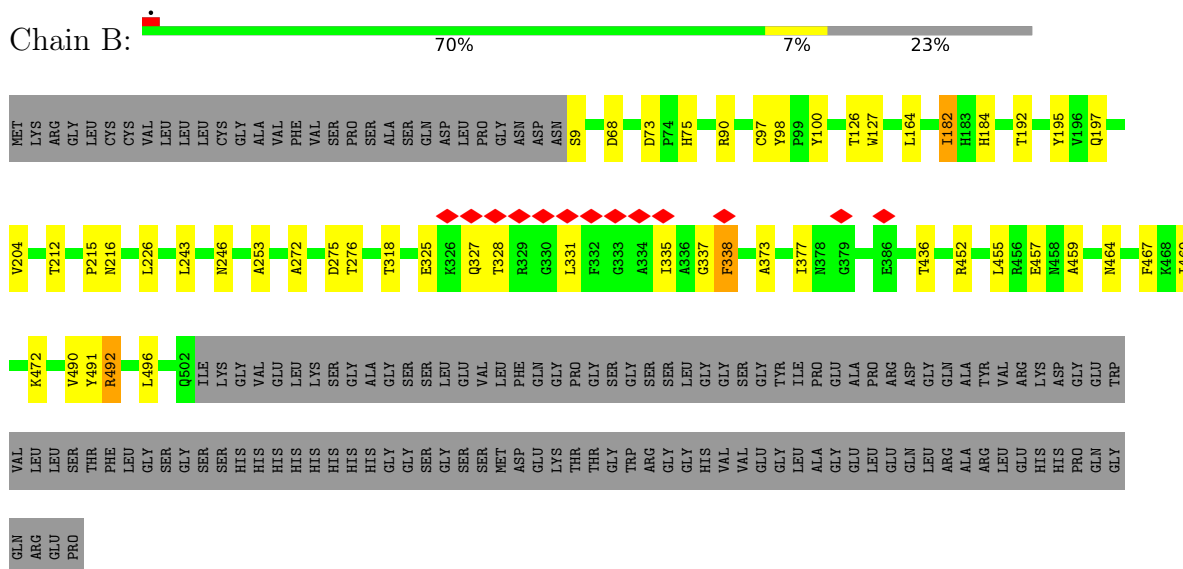 Chain B:
70% 7% 23%
MET LYS ARG GLY LEU CYS CYS VAL LEU LEU LEU CYS GLY ALA VAL PHE VAL SER PRO SER ALA SER GLN ASP LEU PRO GLY ASN ASP ASN S9 D68 D73 P74 H75 R90 C97 Y98 P99 Y100 T126 W127 L164 I182 H183 H184 T192 Y195 V196 Q197
V204 T212 P215 N216 L226 L243 N246 A253 A272 D275 T276 T318 E325 K326 Q327 T328 R329 G330 L331 F332 G333 A334 I335 A336 G337 F338 A373 I377 N378 G379 E386 T436 R452 L455 R456 E457 N458 A459 N464 F467 K468
K472 V490 Y491 R492 L496 Q502 ILE LYS GLY VAL GLU LEU LYS SER GLY ALA GLY SER SER LEU GLU VAL LEU PHE GLN GLY PRO GLY SER GLY SER SER LEU GLY GLY SER GLY TYR ILE PRO GLU ALA PRO ARG ASP GLY GLN ALA TYR VAL ARG LYS ASP GLY GLU TRP
VAL LEU LEU SER THR PHE LEU GLY SER GLY SER SER HIS HIS HIS HIS HIS HIS HIS HIS GLY GLY SER GLY SER SER MET ASP GLU LYS THR THR GLY TRP ARG GLY GLY HIS VAL VAL GLU GLY LEU ALA GLY GLU LEU GLU GLN LEU ARG ALA ARG LEU GLU HIS HIS PRO GLN GLY
GLN ARG GLU PRO